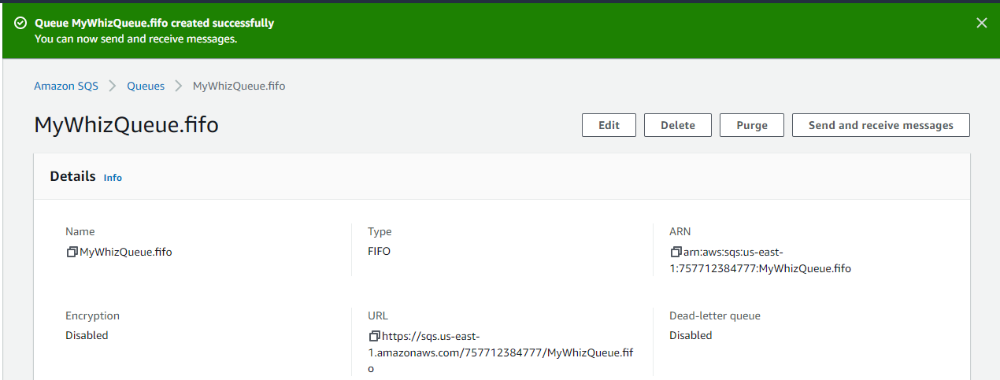 Queue MyWhizQueue.fifo created successfully
You can now send and receive messages.
Amazon SQS > Queues > MyWhizQueue.fifo
MyWhizQueue.fifo
Edit
Delete
Purge
Send and receive messages
Details Info
Name
MyWhizQueue.fifo
Type
FIFO
ARN
arn:aws:sqs:us-east-
1:757712384777:MyWhizQueue.fifo
Encryption
Disabled
URL
https://sqs.us-east-
1.amazonaws.com/757712384777/MyWhizQueue.fif
o
Dead-letter queue
Disabled